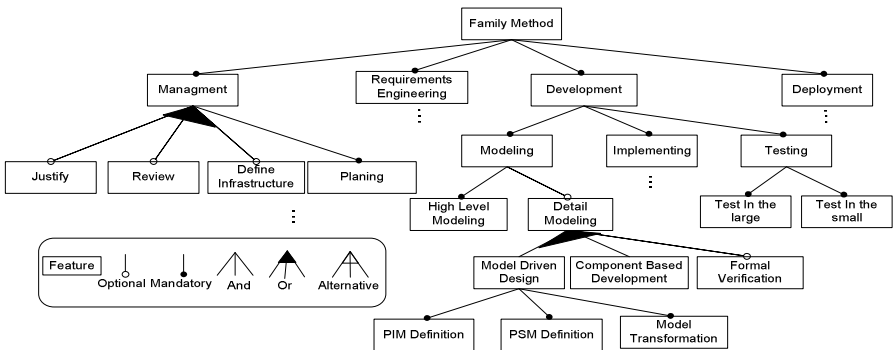 Family Method
Managment
Requirements
Engineering
Development
Deployment
Modeling
Implementing
Testing
Justify
Review
Define
Infrastructure
Planing
High Level
Modeling
Detail
Modeling
Test In the
large
Test In the
small
Feature
Optional
Mandatory
And
Or
Alternative
Model Driven
Design
Component Based
Development
Formal
Verification
PIM Definition
PSM Definition
Model
Transformation